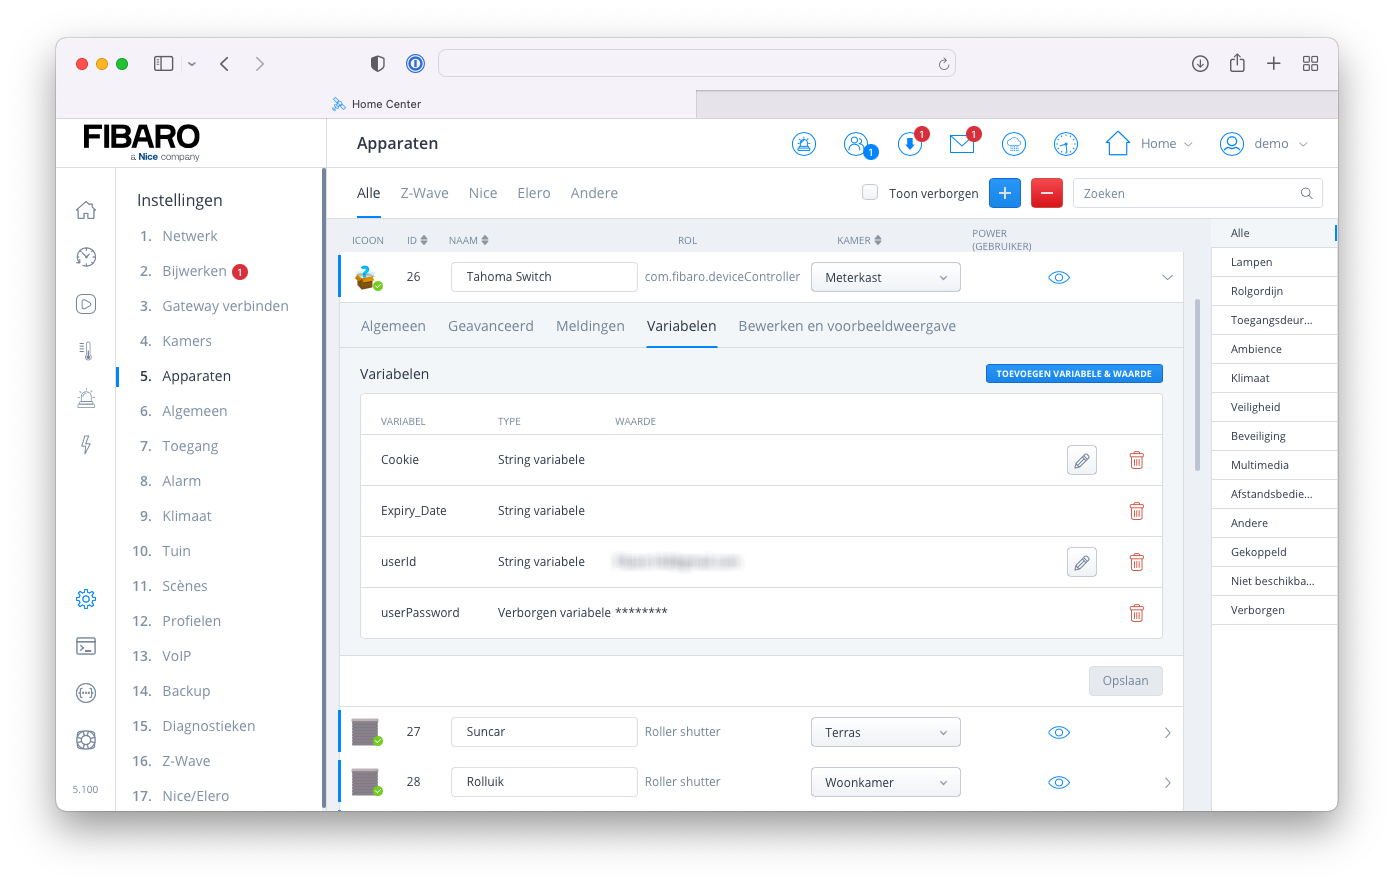 Home Center
FIBARO
a Nice company
Apparaten
1
1
1
Home
demo
Instellingen
1. Netwerk
2. Bijwerken 1
3. Gateway verbinden
4. Kamers
5. Apparaten
6. Algemeen
7. Toegang
8. Alarm
9. Klimaat
10. Tuin
11. Scènes
12. Profielen
13. VoIP
14. Backup
15. Diagnostieken
16. Z-Wave
17. Nice/Elero
5.100
Alle Z-Wave Nice Elero Andere
Toon verborgen + − Zoeken
ICOON ID NAAM ROL KAMER POWER (GEBRUIKER)
26 Tahoma Switch com.fibaro.deviceController Meterkast
Algemeen Geavanceerd Meldingen Variabelen Bewerken en voorbeeldweergave
Variabelen
TOEVOEGEN VARIABELE & WAARDE
VARIABEL TYPE WAARDE
Cookie String variabele
Expiry_Date String variabele
userId String variabele
userPassword Verborgen variabele ********
Opslaan
27 Suncar Roller shutter Terras
28 Rolluik Roller shutter Woonkamer
Alle
Lampen
Rolgordijn
Toegangsdeur...
Ambience
Klimaat
Veiligheid
Beveiliging
Multimedia
Afstandsbedie...
Andere
Gekoppeld
Niet beschikba...
Verborgen